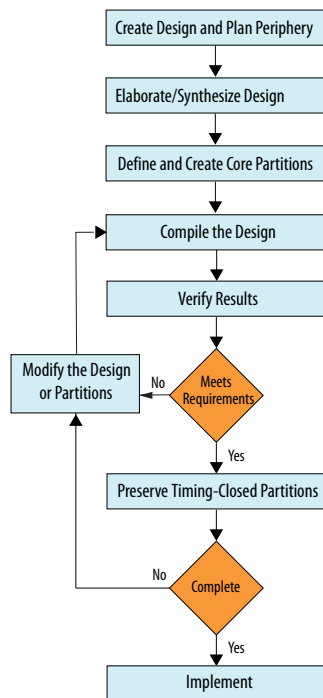 Create Design and Plan Periphery
Elaborate/Synthesize Design
Define and Create Core Partitions
Compile the Design
Verify Results
Modify the Design
or Partitions
No
Meets
Requirements
Yes
Preserve Timing-Closed Partitions
No
Complete
Yes
Implement